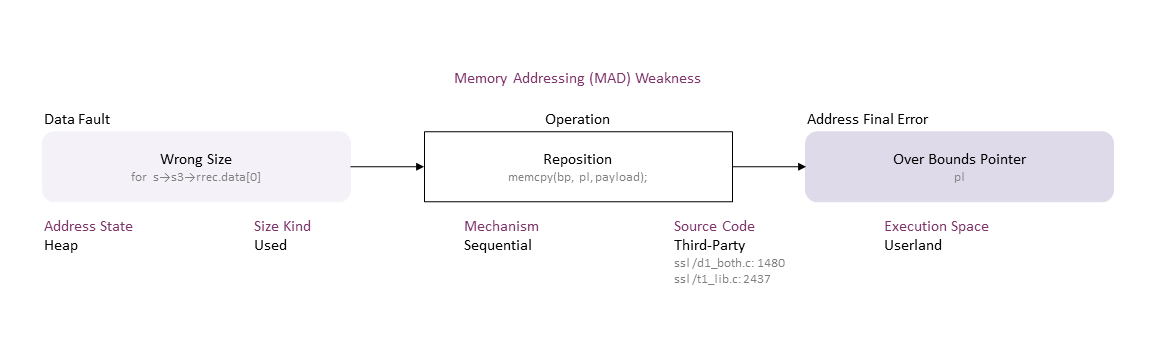 Memory Addressing (MAD) Weakness
Data Fault
Operation
Address Final Error
Wrong Size
for s→s3→rrec.data[0]
Reposition
memcpy(bp, pl, payload);
Over Bounds Pointer
pl
Address State
Heap
Size Kind
Used
Mechanism
Sequential
Source Code
Third-Party
ssl/d1_both.c: 1480
ssl/t1_lib.c: 2437
Execution Space
Userland